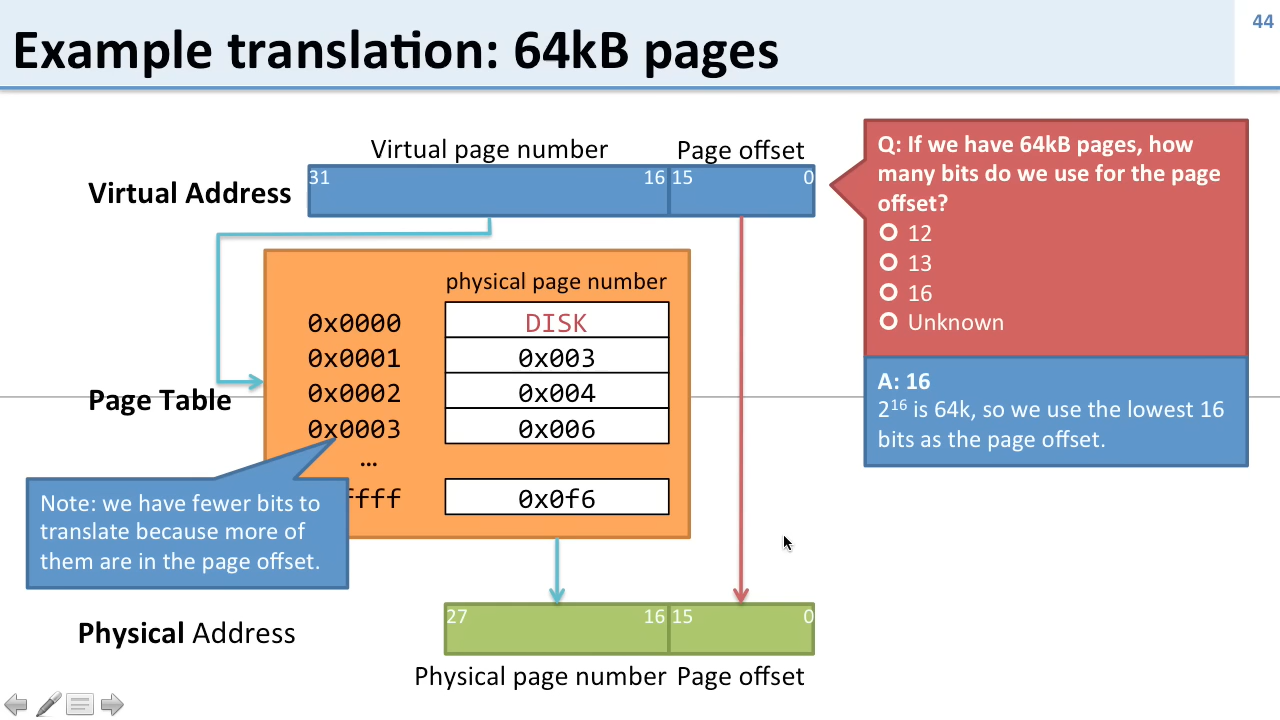 44
Example translation: 64kB pages
Virtual page number Page offset
Virtual Address 31 16 15 0
Q: If we have 64kB pages, how
many bits do we use for the page
offset?
12
13
16
Unknown
A: 16
2¹⁶ is 64k, so we use the lowest 16
bits as the page offset.
physical page number
0x0000 DISK
0x0001 0x003
0x0002 0x004
Page Table
0x0003 0x006
…
ffff 0x0f6
Note: we have fewer bits to
translate because more of
them are in the page offset.
27 16 15 0
Physical Address
Physical page number Page offset